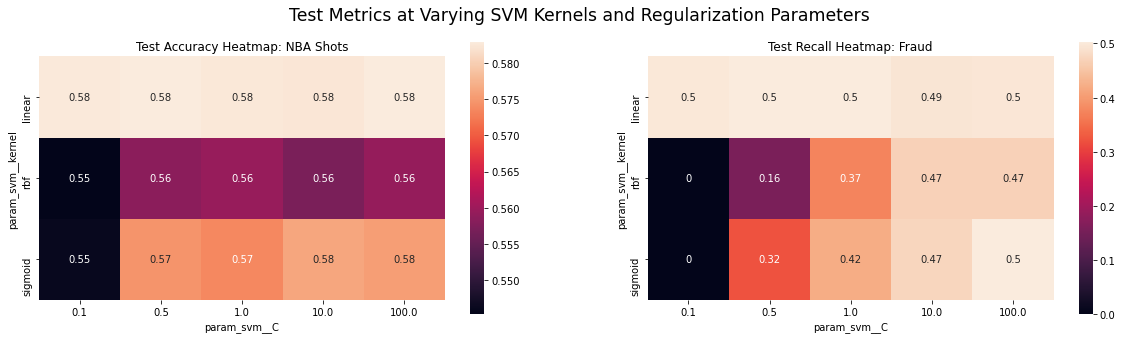 Test Metrics at Varying SVM Kernels and Regularization Parameters
Test Accuracy Heatmap: NBA Shots
param_svm__kernel
linear
0.58 0.58 0.58 0.58 0.58
rbf
0.55 0.56 0.56 0.56 0.56
sigmoid
0.55 0.57 0.57 0.58 0.58
0.1 0.5 1.0 10.0 100.0
param_svm__C
0.580
0.575
0.570
0.565
0.560
0.555
0.550
Test Recall Heatmap: Fraud
param_svm__kernel
linear
0.5 0.5 0.5 0.49 0.5
rbf
0 0.16 0.37 0.47 0.47
sigmoid
0 0.32 0.42 0.47 0.5
0.1 0.5 1.0 10.0 100.0
param_svm__C
0.5
0.4
0.3
0.2
0.1
0.0